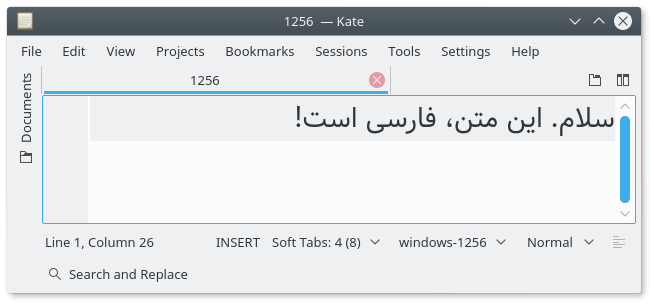 1256 — Kate
File Edit View Projects Bookmarks Sessions Tools Settings Help
Documents
1256
سلام. این متن، فارسی است!
Line 1, Column 26 INSERT Soft Tabs: 4 (8) windows-1256 Normal
Search and Replace